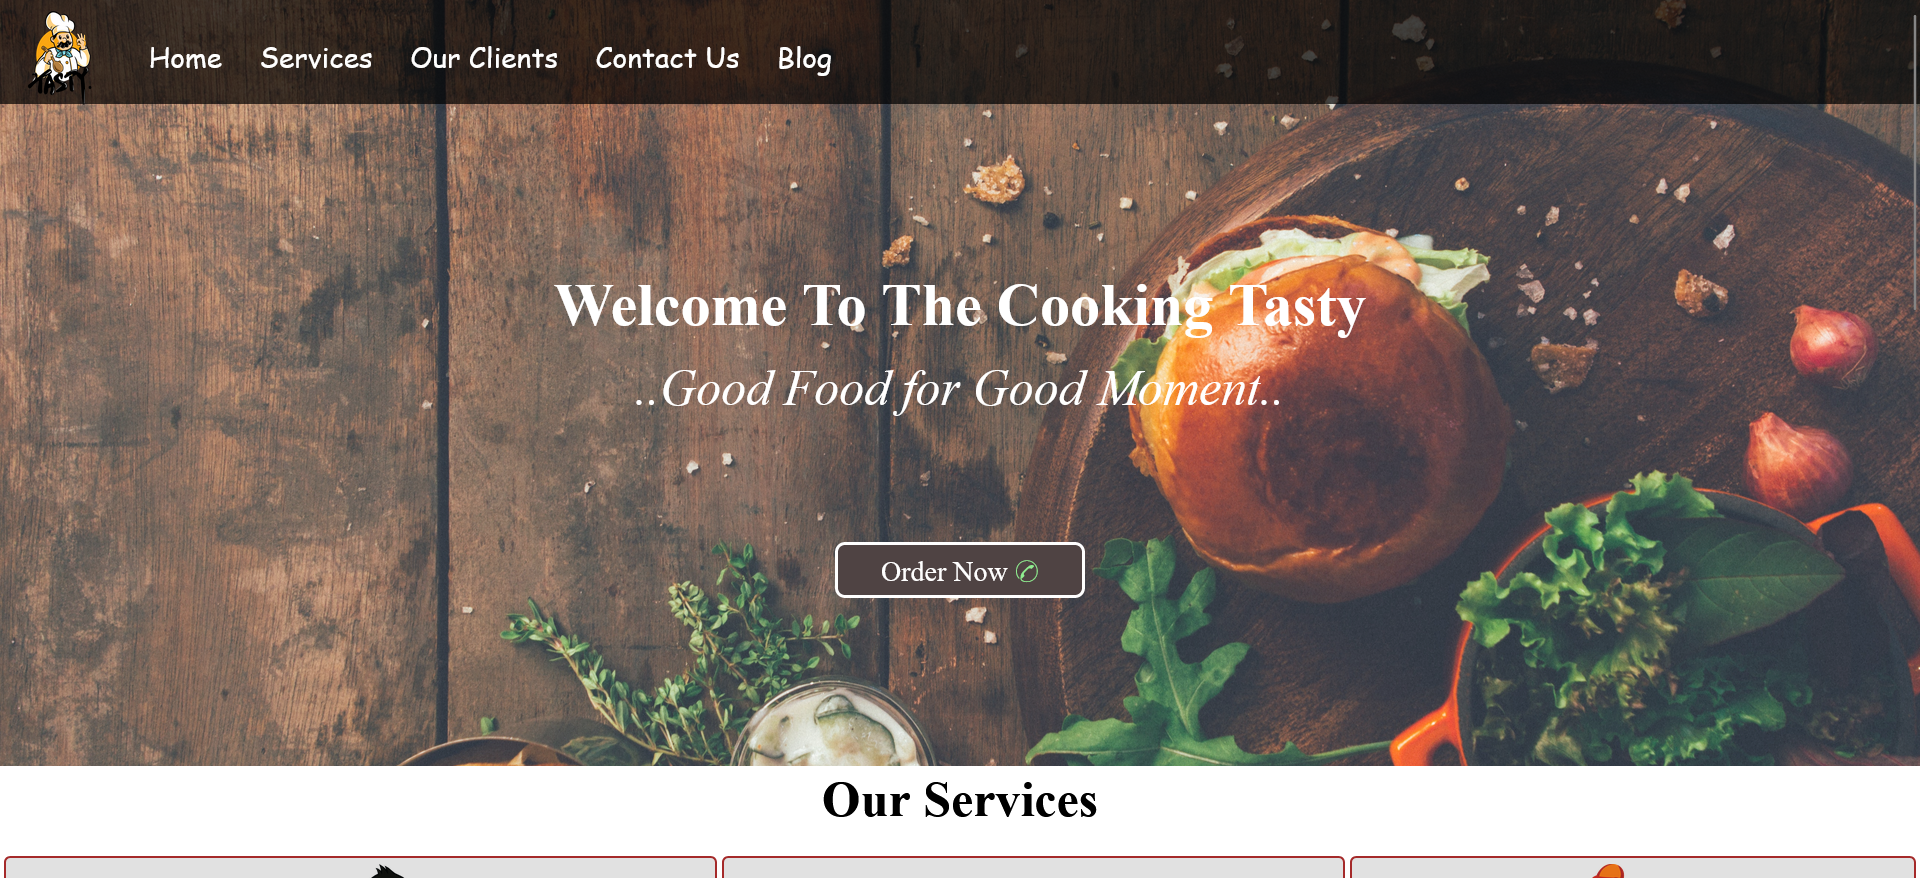 TASTY.
Home Services Our Clients Contact Us Blog
Welcome To The Cooking Tasty
..Good Food for Good Moment..
Order Now
Our Services